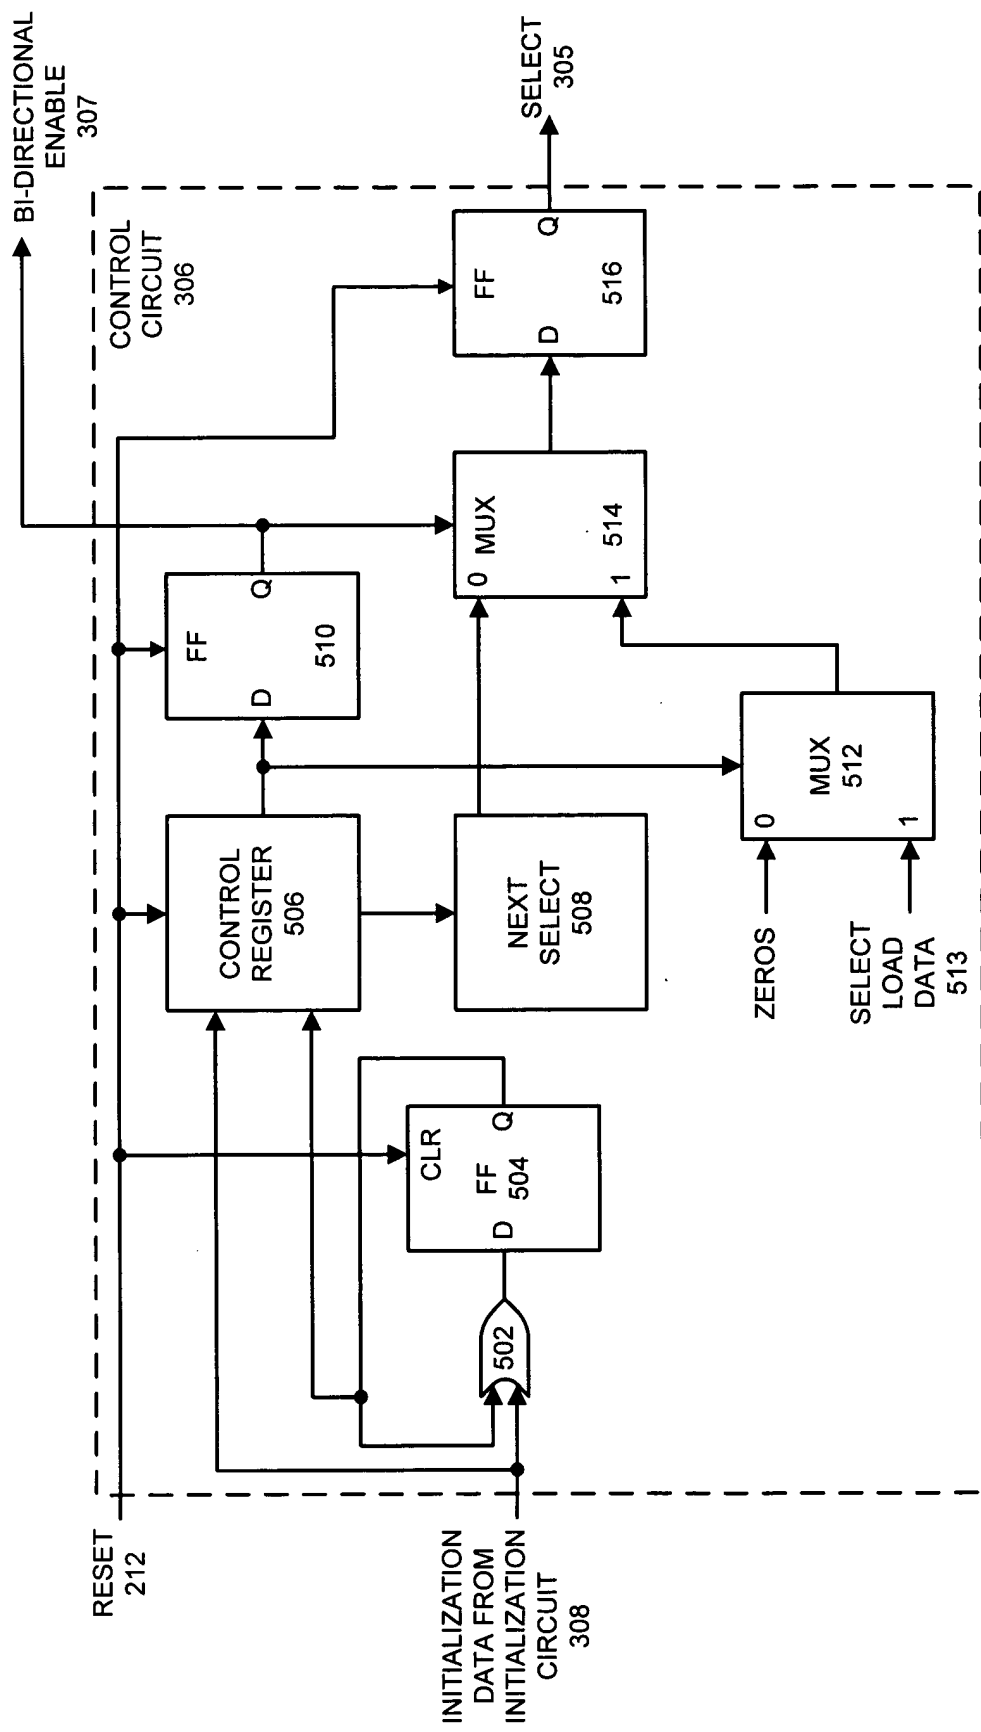 RESET
212
INITIALIZATION
DATA FROM
INITIALIZATION
CIRCUIT
308
502
D
FF
504
CLR
Q
CONTROL
REGISTER
506
NEXT
SELECT
508
ZEROS
SELECT
LOAD
DATA
513
D
FF
510
Q
0
1
MUX
512
0
1
MUX
514
D
FF
516
Q
CONTROL
CIRCUIT
306
BI-DIRECTIONAL
ENABLE
307
SELECT
305